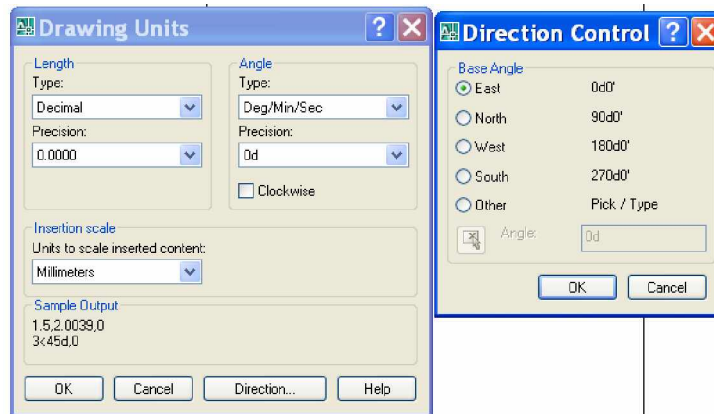 Drawing Units
Length
Type:
Decimal
Precision:
0.0000
Angle
Type:
Deg/Min/Sec
Precision:
0d
Clockwise
Insertion scale
Units to scale inserted content:
Millimeters
Sample Output
1.5,2.0039,0
3<45d,0
OK Cancel Direction... Help
Direction Control
Base Angle
East 0d0'
North 90d0'
West 180d0'
South 270d0'
Other Pick / Type
Angle: 0d
OK Cancel